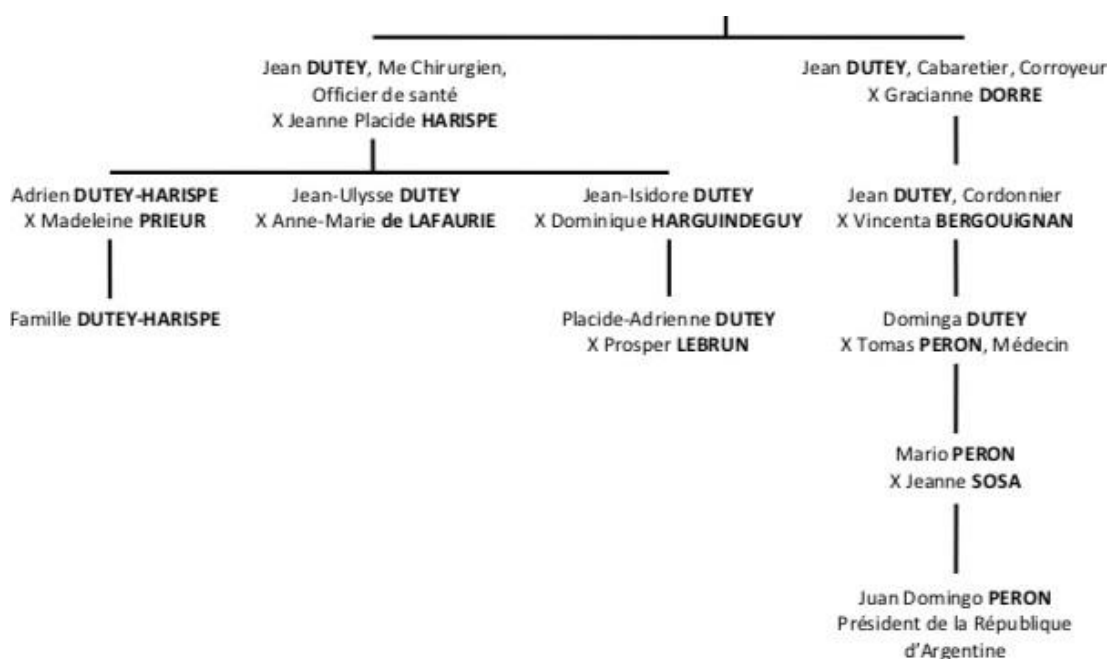 Jean DUTEY, Me Chirurgien,
Officier de santé
X Jeanne Placide HARISPE
Jean DUTEY, Cabaretier, Corroyeur
X Gracianne DORRE
Adrien DUTEY-HARISPE
X Madeleine PRIEUR
Jean-Ulysse DUTEY
X Anne-Marie de LAFAURIE
Jean-Isidore DUTEY
X Dominique HARGUINDEGUY
Jean DUTEY, Cordonnier
X Vincenta BERGOUiGNAN
Famille DUTEY-HARISPE
Placide-Adrienne DUTEY
X Prosper LEBRUN
Dominga DUTEY
X Tomas PERON, Médecin
Mario PERON
X Jeanne SOSA
Juan Domingo PERON
Président de la République
d'Argentine